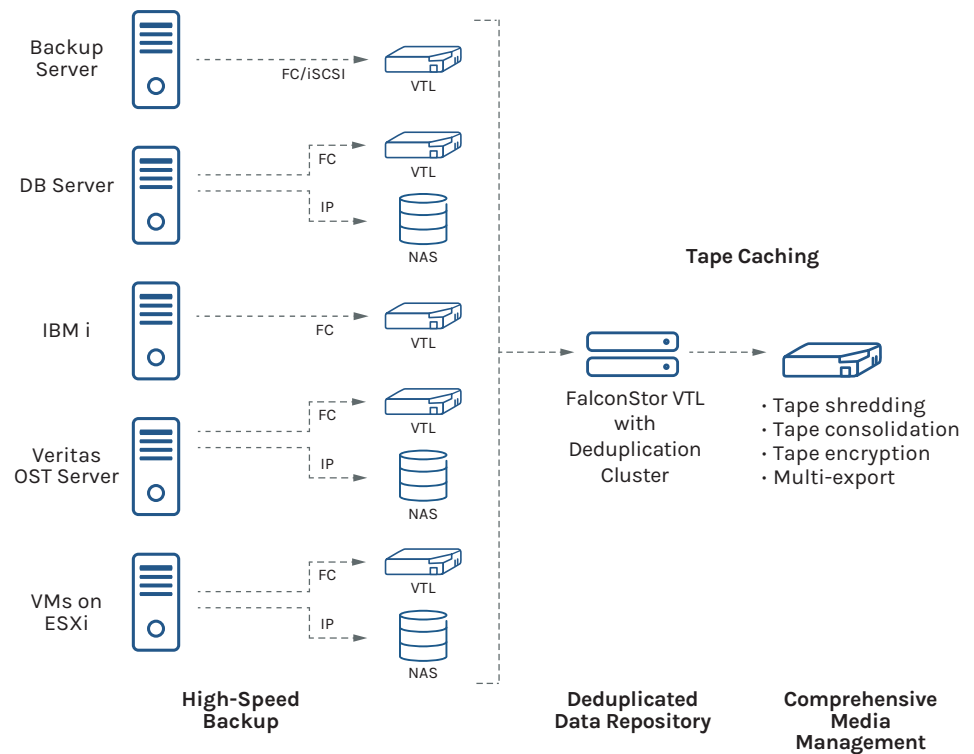 Backup
Server
FC/iSCSI
VTL
DB Server
FC
VTL
IP
NAS
IBM i
FC
VTL
Veritas
OST Server
FC
VTL
IP
NAS
VMs on
ESXi
FC
VTL
IP
NAS
High-Speed
Backup
Tape Caching
FalconStor VTL
with
Deduplication
Cluster
· Tape shredding
· Tape consolidation
· Tape encryption
· Multi-export
Deduplicated
Data Repository
Comprehensive
Media
Management